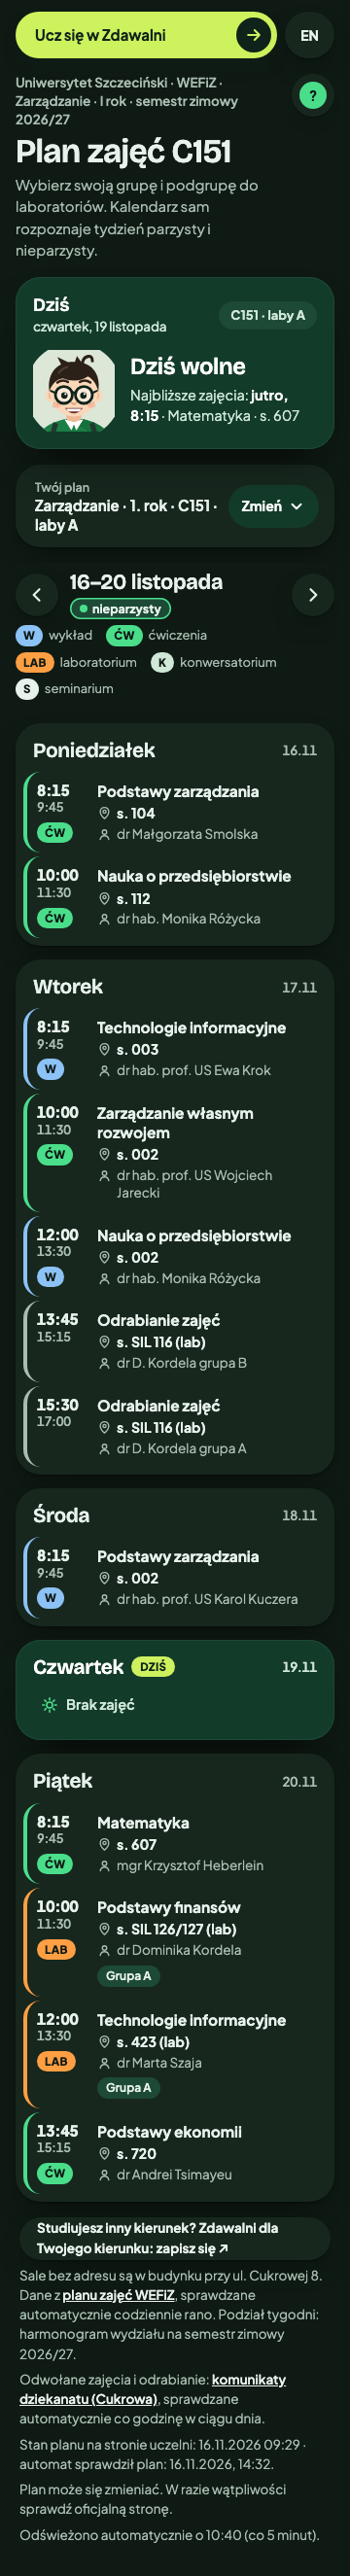 Ucz się w Zdawalni
EN
Uniwersytet Szczeciński · WEFiZ ·
Zarządzanie · I rok · semestr zimowy
2026/27
?
Plan zajęć C151
Wybierz swoją grupę i podgrupę do
laboratoriów. Kalendarz sam
rozpoznaje tydzień parzysty i
nieparzysty.
Dziś
czwartek, 19 listopada
C151 · laby A
Dziś wolne
Najbliższe zajęcia: jutro,
8:15 · Matematyka · s. 607
Twój plan
Zarządzanie · 1. rok · C151 ·
laby A
Zmień
16–20 listopada
nieparzysty
W wykład ĆW ćwiczenia
LAB laboratorium K konwersatorium
S seminarium
Poniedziałek 16.11
8:15 Podstawy zarządzania
9:45 s. 104
ĆW dr Małgorzata Smolska
10:00 Nauka o przedsiębiorstwie
11:30 s. 112
ĆW dr hab. Monika Różycka
Wtorek 17.11
8:15 Technologie informacyjne
9:45 s. 003
W dr hab. prof. US Ewa Krok
10:00 Zarządzanie własnym
11:30 rozwojem
ĆW s. 002
dr hab. prof. US Wojciech
Jarecki
12:00 Nauka o przedsiębiorstwie
13:30 s. 002
W dr hab. Monika Różycka
13:45 Odrabianie zajęć
15:15 s. SIL 116 (lab)
dr D. Kordela grupa B
15:30 Odrabianie zajęć
17:00 s. SIL 116 (lab)
dr D. Kordela grupa A
Środa 18.11
8:15 Podstawy zarządzania
9:45 s. 002
W dr hab. prof. US Karol Kuczera
Czwartek DZIŚ 19.11
Brak zajęć
Piątek 20.11
8:15 Matematyka
9:45 s. 607
ĆW mgr Krzysztof Heberlein
10:00 Podstawy finansów
11:30 s. SIL 126/127 (lab)
LAB dr Dominika Kordela
Grupa A
12:00 Technologie informacyjne
13:30 s. 423 (lab)
LAB dr Marta Szaja
Grupa A
13:45 Podstawy ekonomii
15:15 s. 720
ĆW dr Andrei Tsimayeu
Studiujesz inny kierunek? Zdawalni dla
Twojego kierunku: zapisz się ↗
Sale bez adresu są w budynku przy ul. Cukrowej 8.
Dane z planu zajęć WEFiZ, sprawdzane
automatycznie codziennie rano. Podział tygodni:
harmonogram wydziału na semestr zimowy
2026/27.
Odwołane zajęcia i odrabianie: komunikaty
dziekanatu (Cukrowa), sprawdzane
automatycznie co godzinę w ciągu dnia.
Stan planu na stronie uczelni: 16.11.2026 09:29 ·
automat sprawdził plan: 16.11.2026, 14:32.
Plan może się zmieniać. W razie wątpliwości
sprawdź oficjalną stronę.
Odświeżono automatycznie o 10:40 (co 5 minut).